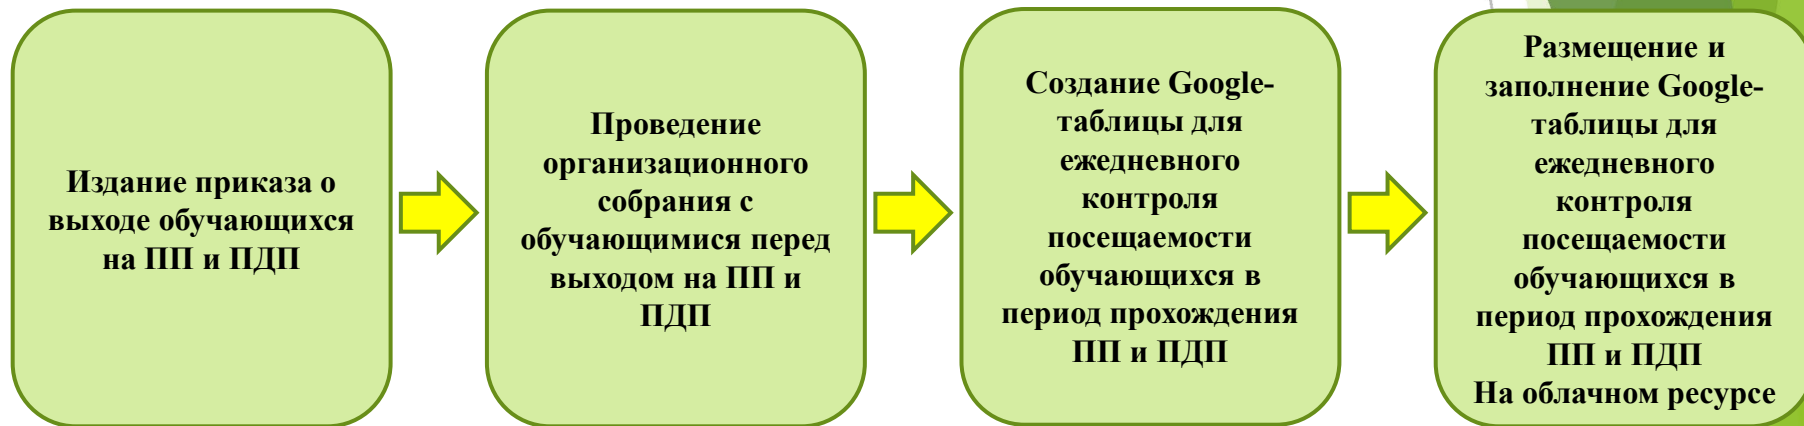 Издание приказа о
выходе обучающихся
на ПП и ПДП
Проведение
организационного
собрания с
обучающимися перед
выходом на ПП и
ПДП
Создание Google-
таблицы для
ежедневного
контроля
посещаемости
обучающихся в
период прохождения
ПП и ПДП
Размещение и
заполнение Google-
таблицы для
ежедневного
контроля
посещаемости
обучающихся в
период прохождения
ПП и ПДП
На облачном ресурсе